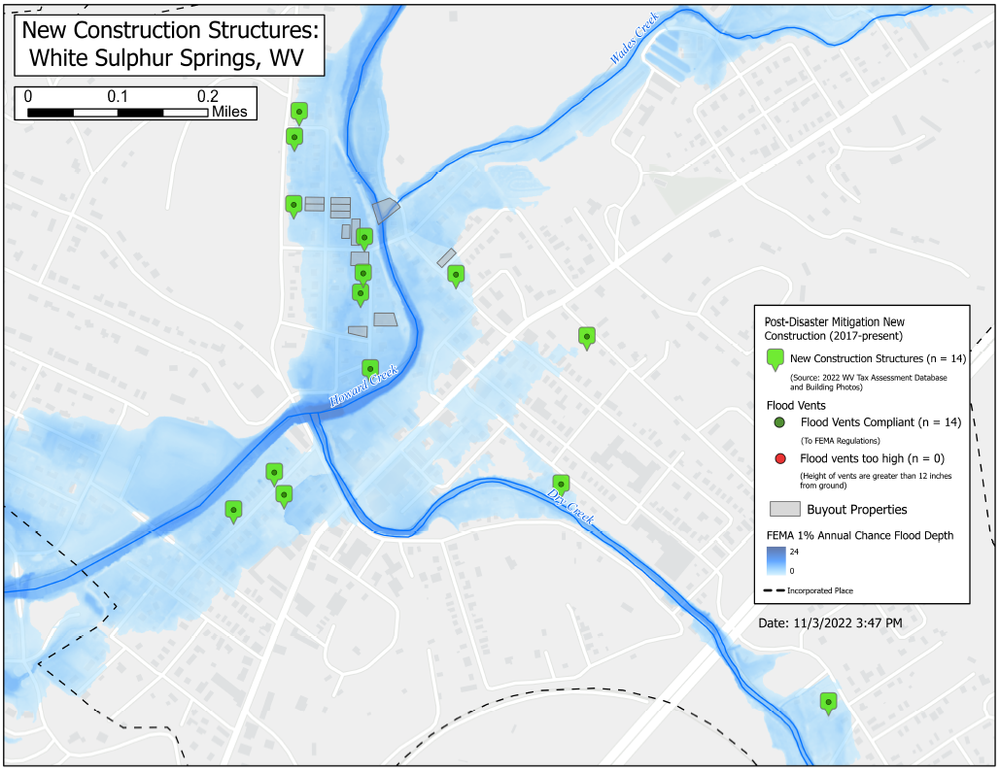 New Construction Structures:
White Sulphur Springs, WV
0 0.1 0.2
Miles
Wades Creek
Howard Creek
Dry Creek
Post-Disaster Mitigation New
Construction (2017-present)
New Construction Structures (n = 14)
(Source: 2022 WV Tax Assessment Database
and Building Photos)
Flood Vents
Flood Vents Compliant (n = 14)
(To FEMA Regulations)
Flood vents too high (n = 0)
(Height of vents are greater than 12 inches
from ground)
Buyout Properties
FEMA 1% Annual Chance Flood Depth
24
0
Incorporated Place
Date: 11/3/2022 3:47 PM